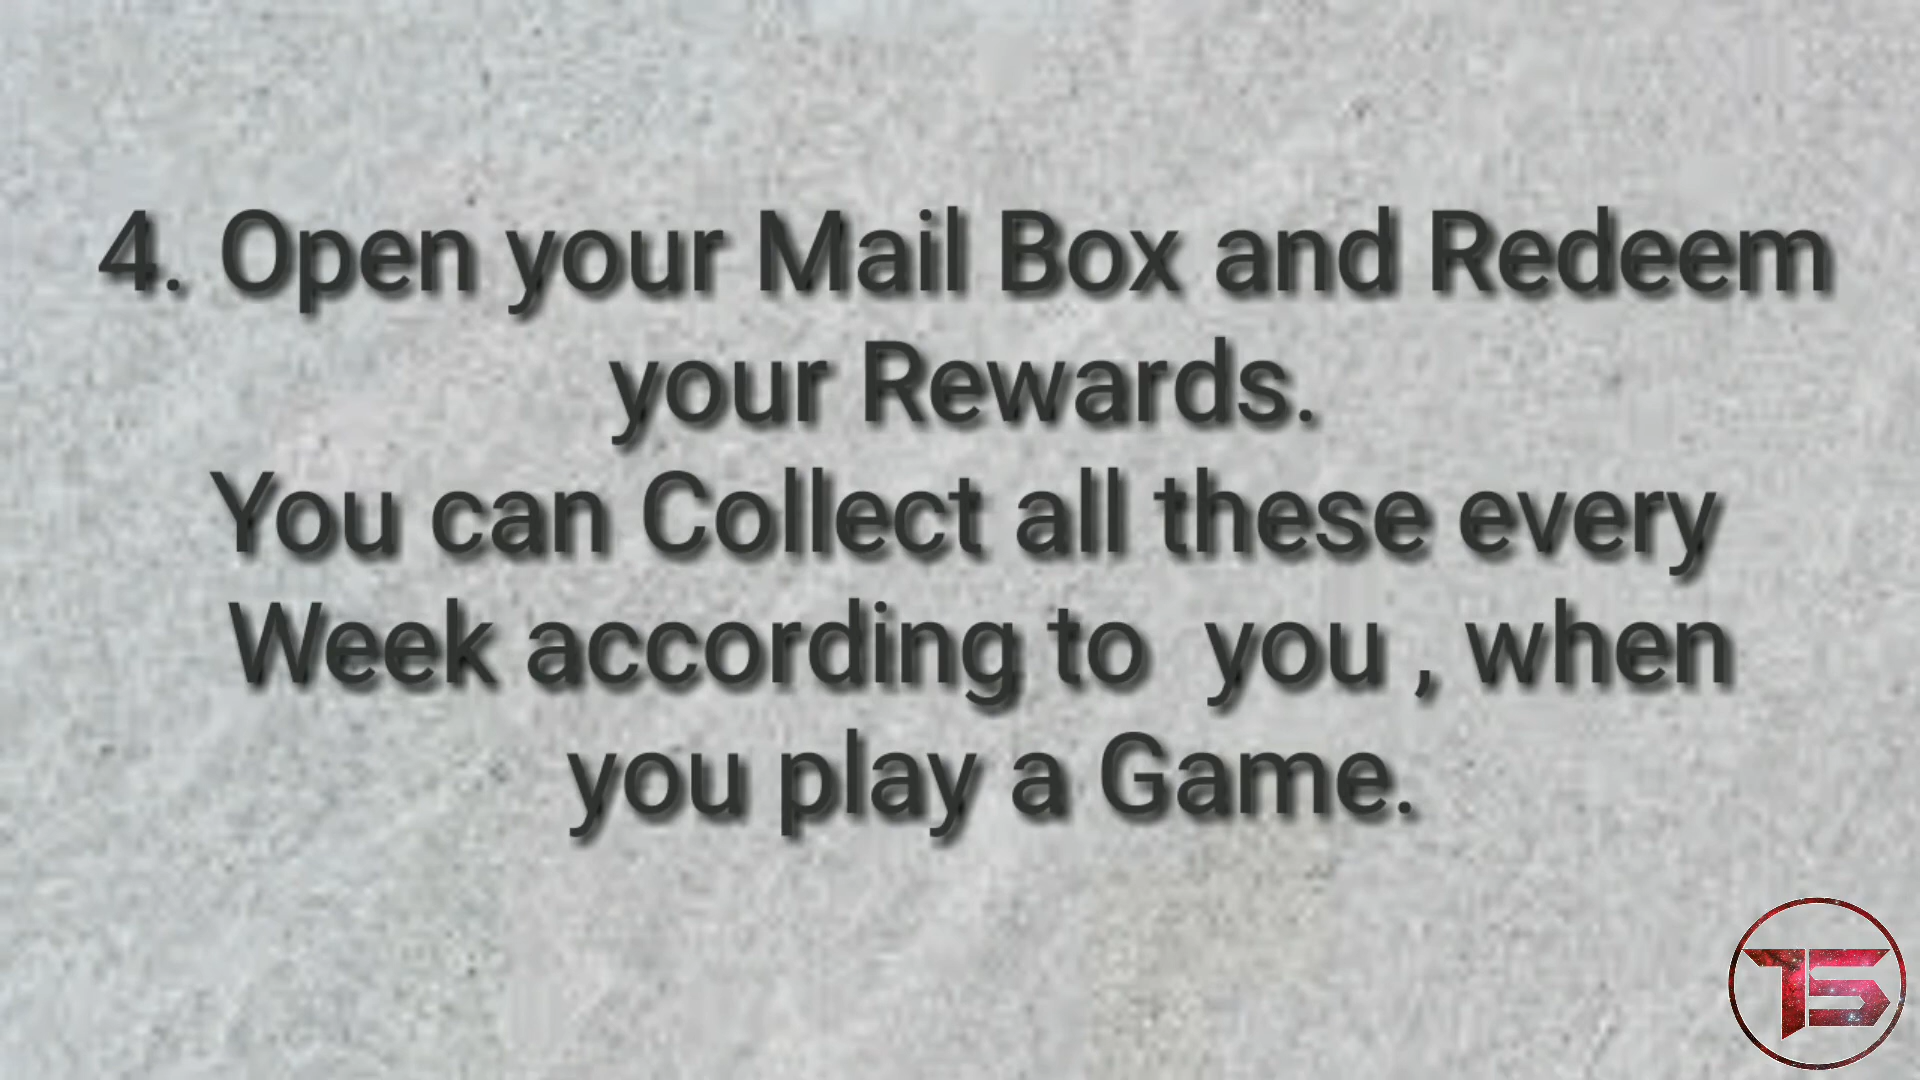 4. Open your Mail Box and Redeem
your Rewards.
You can Collect all these every
Week according to  you , when
you play a Game.
TS